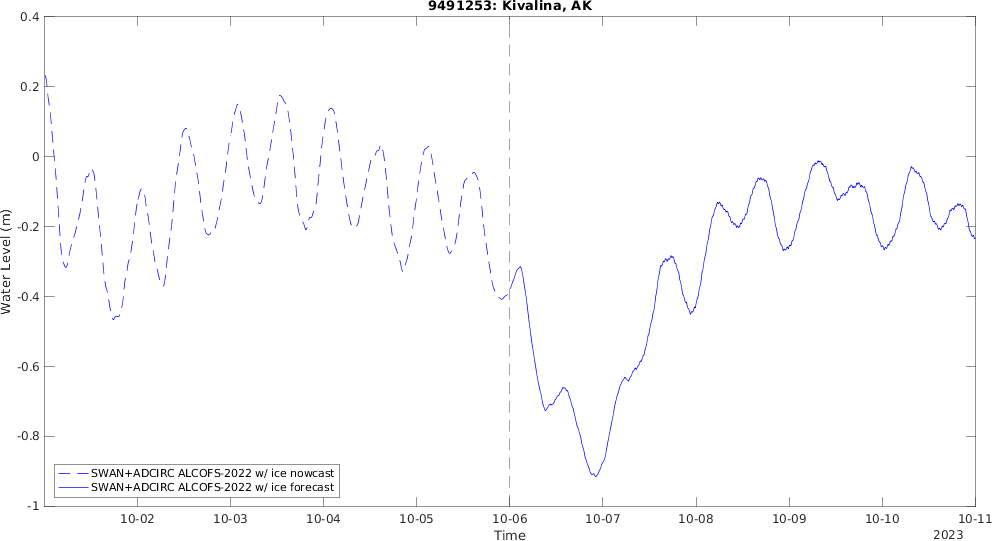 9491253: Kivalina, AK
0.4
0.2
0
-0.2
-0.4
-0.6
-0.8
-1
Water Level (m)
SWAN+ADCIRC ALCOFS-2022 w/ ice nowcast
SWAN+ADCIRC ALCOFS-2022 w/ ice forecast
10-02 10-03 10-04 10-05 10-06 10-07 10-08 10-09 10-10 10-11
Time
2023